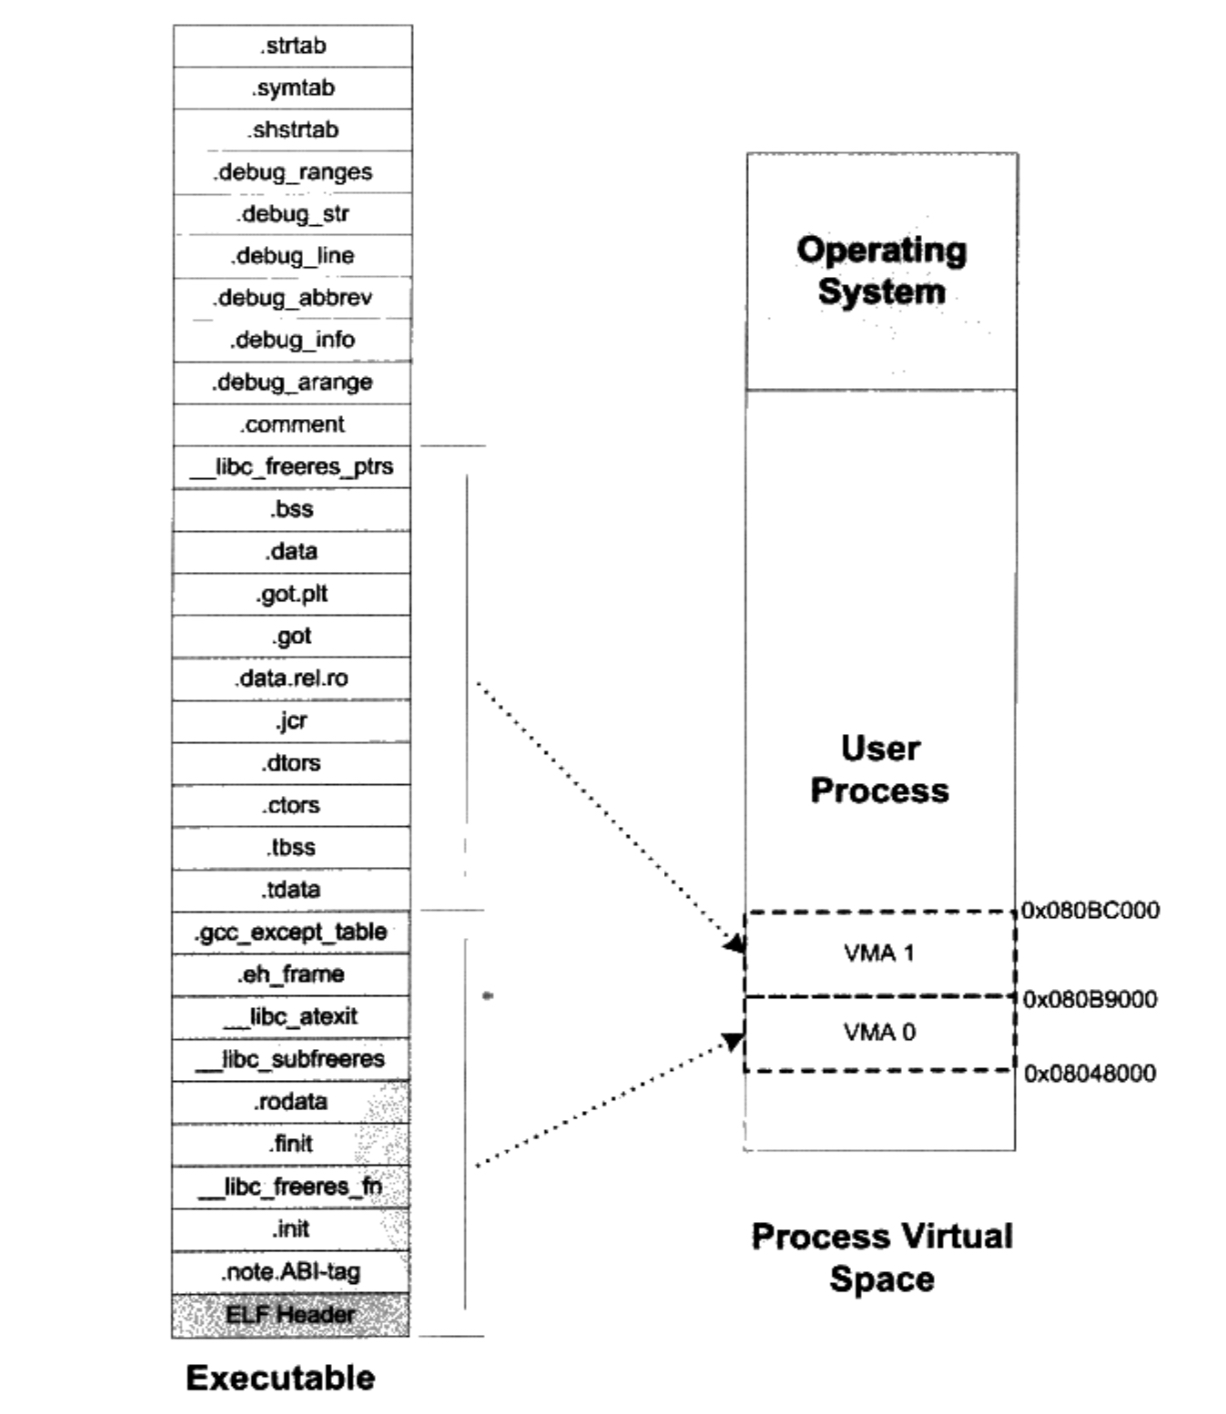 .strtab
.symtab
.shstrtab
.debug_ranges
.debug_str
.debug_line
.debug_abbrev
.debug_info
.debug_arange
.comment
__libc_freeres_ptrs
.bss
.data
.got.plt
.got
.data.rel.ro
.jcr
.dtors
.ctors
.tbss
.tdata
.gcc_except_table
.eh_frame
__libc_atexit
__libc_subfreeres
.rodata
.finit
__libc_freeres_fn
.init
.note.ABI-tag
ELF Header
Executable
Operating
System
User
Process
0x080BC000
VMA 1
0x080B9000
VMA 0
0x08048000
Process Virtual
Space